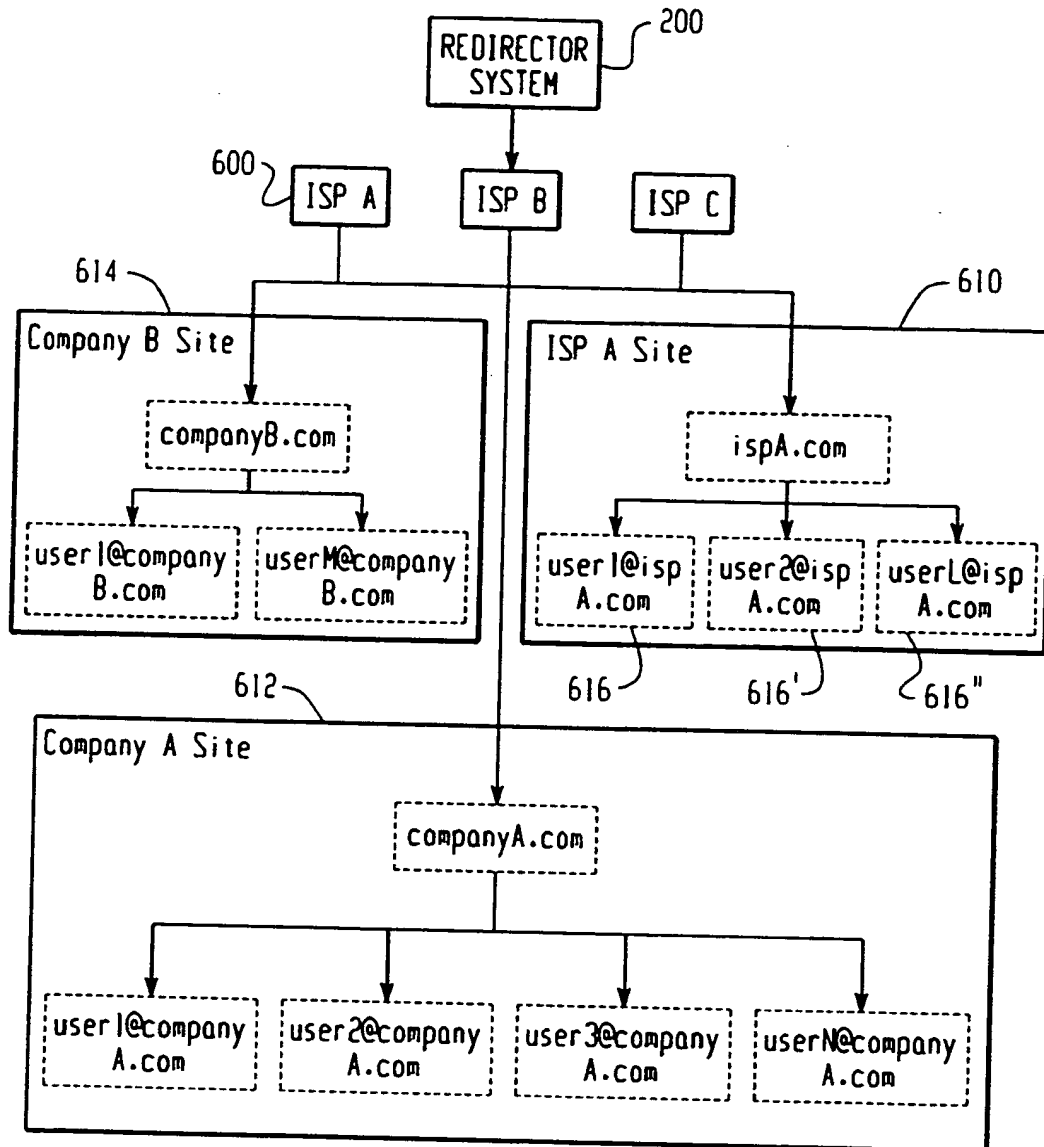 200
REDIRECTOR
SYSTEM
600
ISP A
ISP B
ISP C
614
610
Company B Site
ISP A Site
companyB.com
ispA.com
user1@company
B.com
userM@company
B.com
user1@isp
A.com
user2@isp
A.com
userL@isp
A.com
616
616'
616"
612
Company A Site
companyA.com
user1@company
A.com
user2@company
A.com
user3@company
A.com
userN@company
A.com